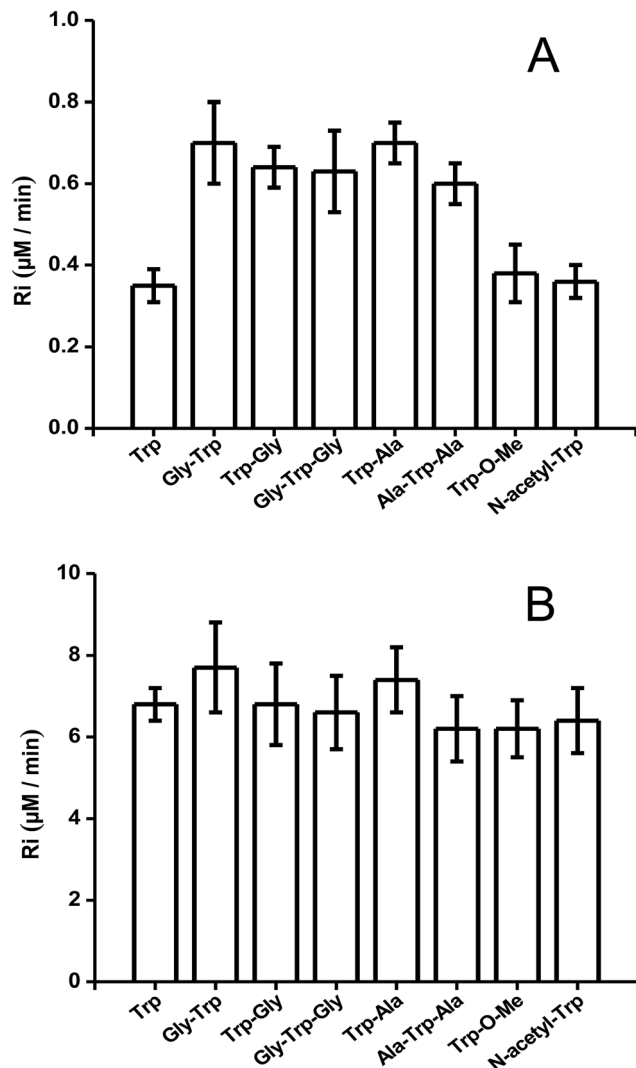 A
1.0
0.8
0.6
0.4
0.2
0.0
Ri (µM / min)
Trp
Gly-Trp
Trp-Gly
Gly-Trp-Gly
Trp-Ala
Ala-Trp-Ala
Trp-O-Me
N-acetyl-Trp
B
10
8
6
4
2
0
Ri (µM / min)
Trp
Gly-Trp
Trp-Gly
Gly-Trp-Gly
Trp-Ala
Ala-Trp-Ala
Trp-O-Me
N-acetyl-Trp